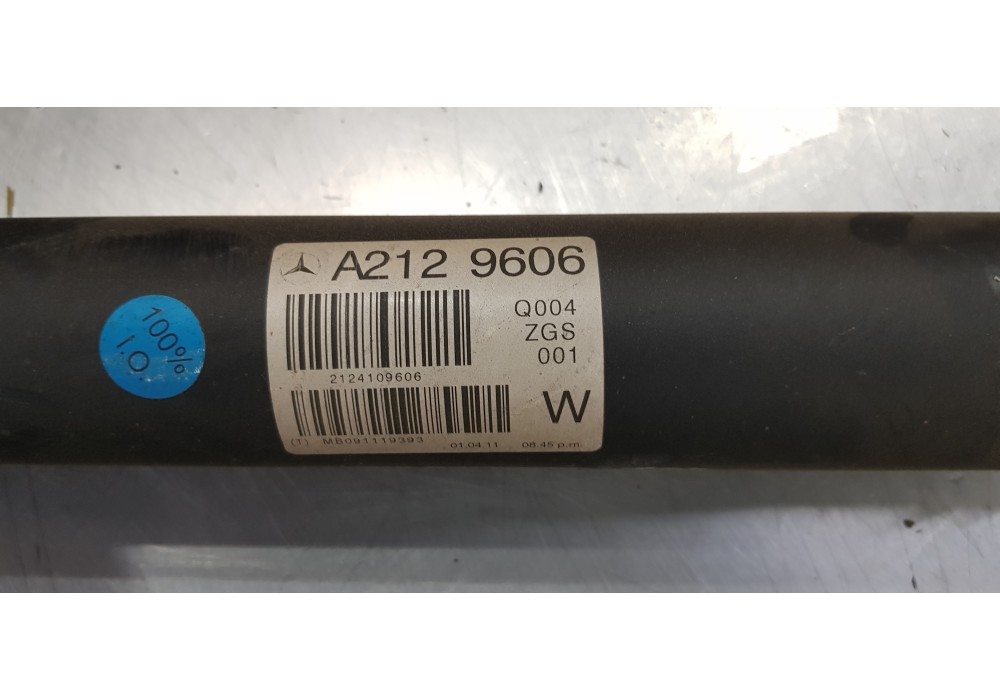 A212 9606
Q004
ZGS
001
2124109606
W
(T) MB091119393 01.04.11 08.45 p.m.
100%
I.O.